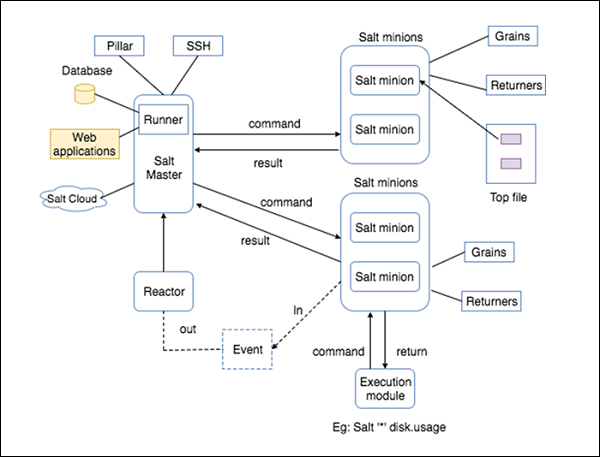 Pillar
SSH
Salt minions
Grains
Database
Salt minion
Returners
Runner
command
Web
applications
Salt
Master
Salt minion
result
Salt minions
Top file
Salt Cloud
command
Salt minion
result
Grains
Salt minion
Reactor
In
Returners
out
Event
command
return
Execution
module
Eg: Salt '*' disk.usage